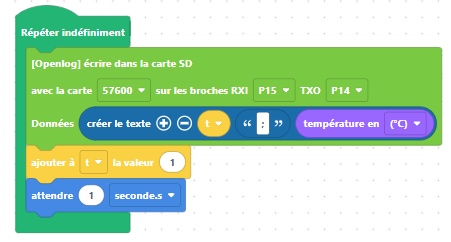 Répéter indéfiniment
[Openlog] écrire dans la carte SD
avec la carte 57600 sur les broches RXI P15 TXO P14
Données créer le texte + − t “ : ” température en (°C)
ajouter à t la valeur 1
attendre 1 seconde.s